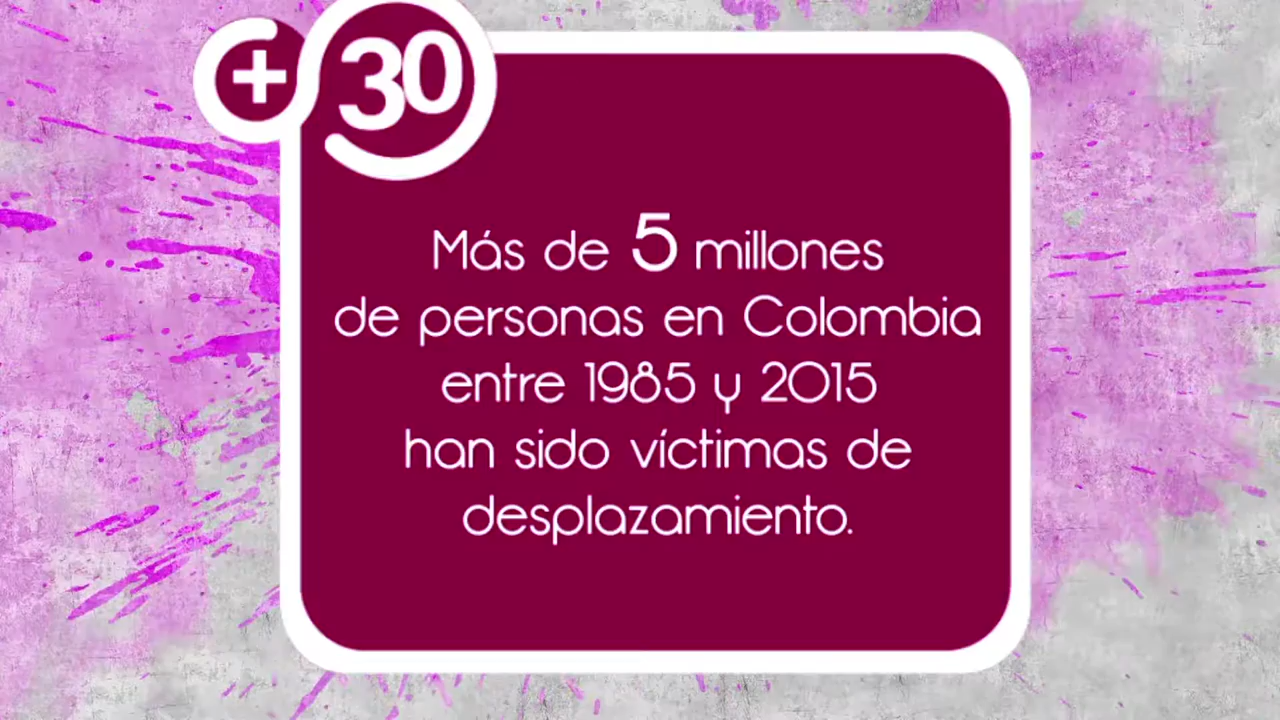 +30
Más de 5 millones
de personas en Colombia
entre 1985 y 2015
han sido víctimas de
desplazamiento.